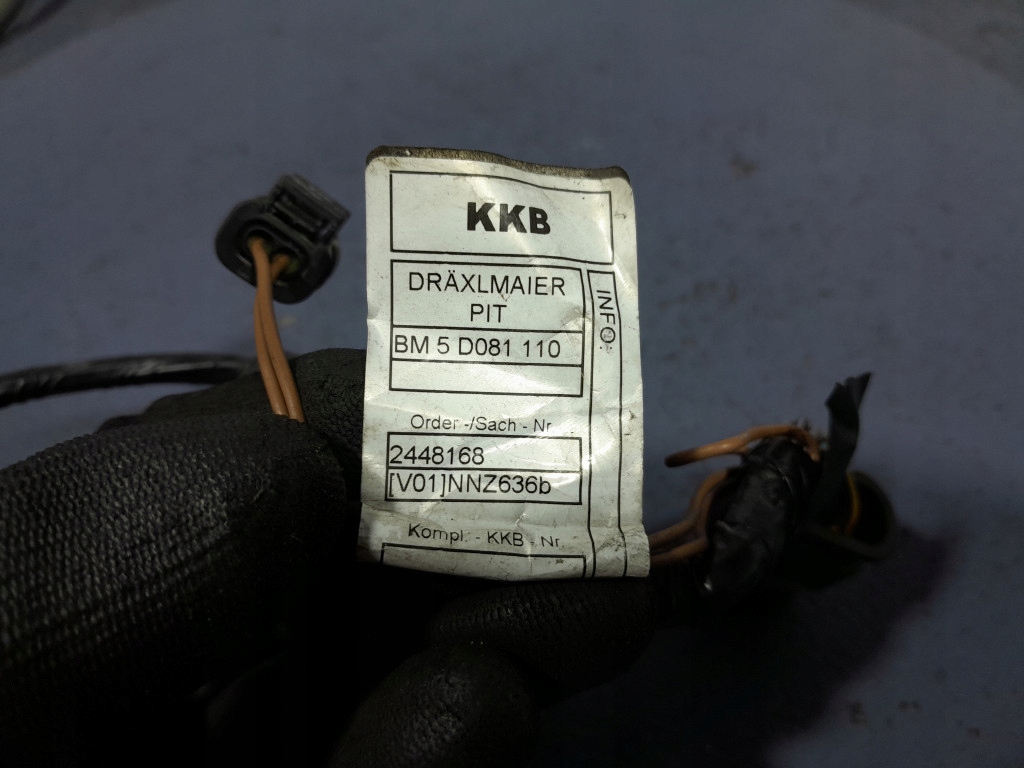 KKB
DRÄXLMAIER
PIT
BM 5 D081 110
INFO:
Order -/Sach - Nr
2448168
[V01]NNZ636b
Kompl. - KKB - Nr